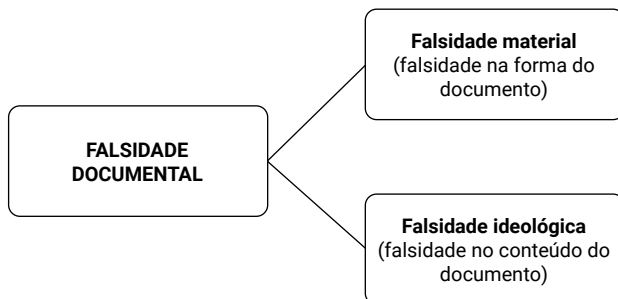 FALSIDADE
DOCUMENTAL
Falsidade material
(falsidade na forma do
documento)
Falsidade ideológica
(falsidade no conteúdo do
documento)